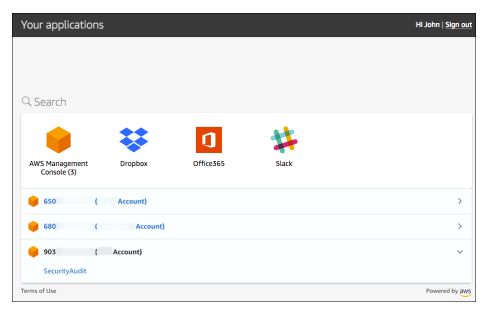 Your applications
Hi John | Sign out
Search
AWS Management Console (3)
Dropbox
Office365
Slack
650 ( Account)
680 ( Account)
903 ( Account)
SecurityAudit
Terms of Use
Powered by aws